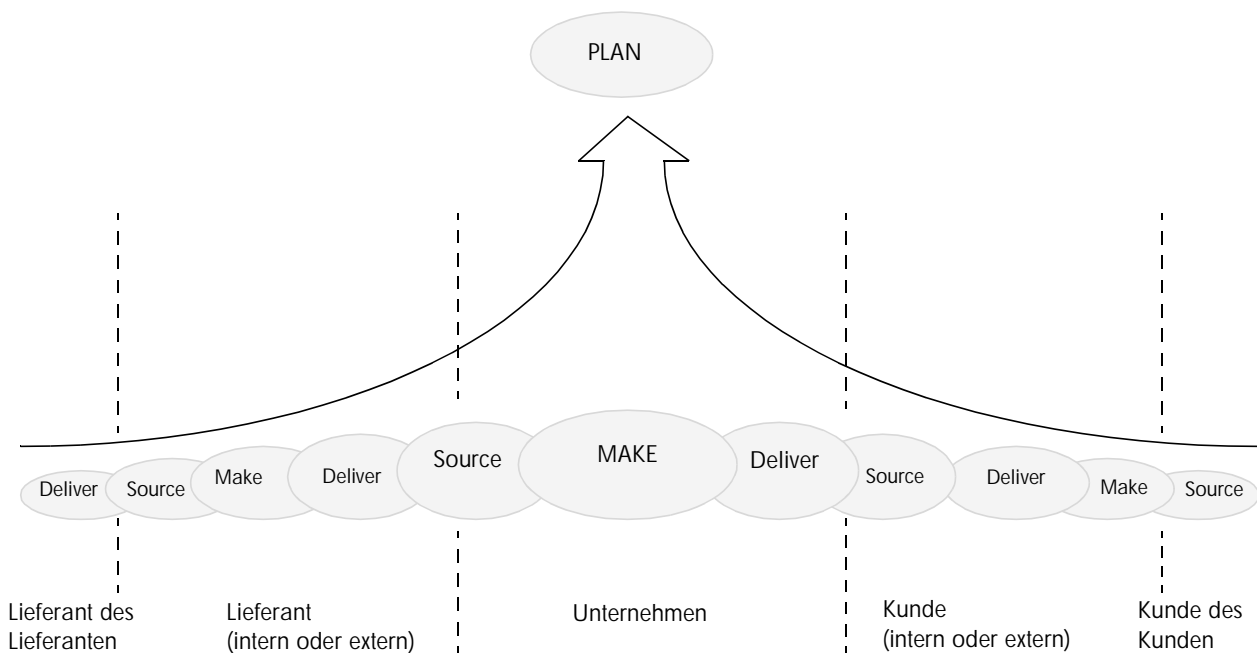 PLAN
Deliver
Source
Make
Deliver
Source
MAKE
Deliver
Source
Deliver
Make
Source
Lieferant des
Lieferanten
Lieferant
(intern oder extern)
Unternehmen
Kunde
(intern oder extern)
Kunde des
Kunden